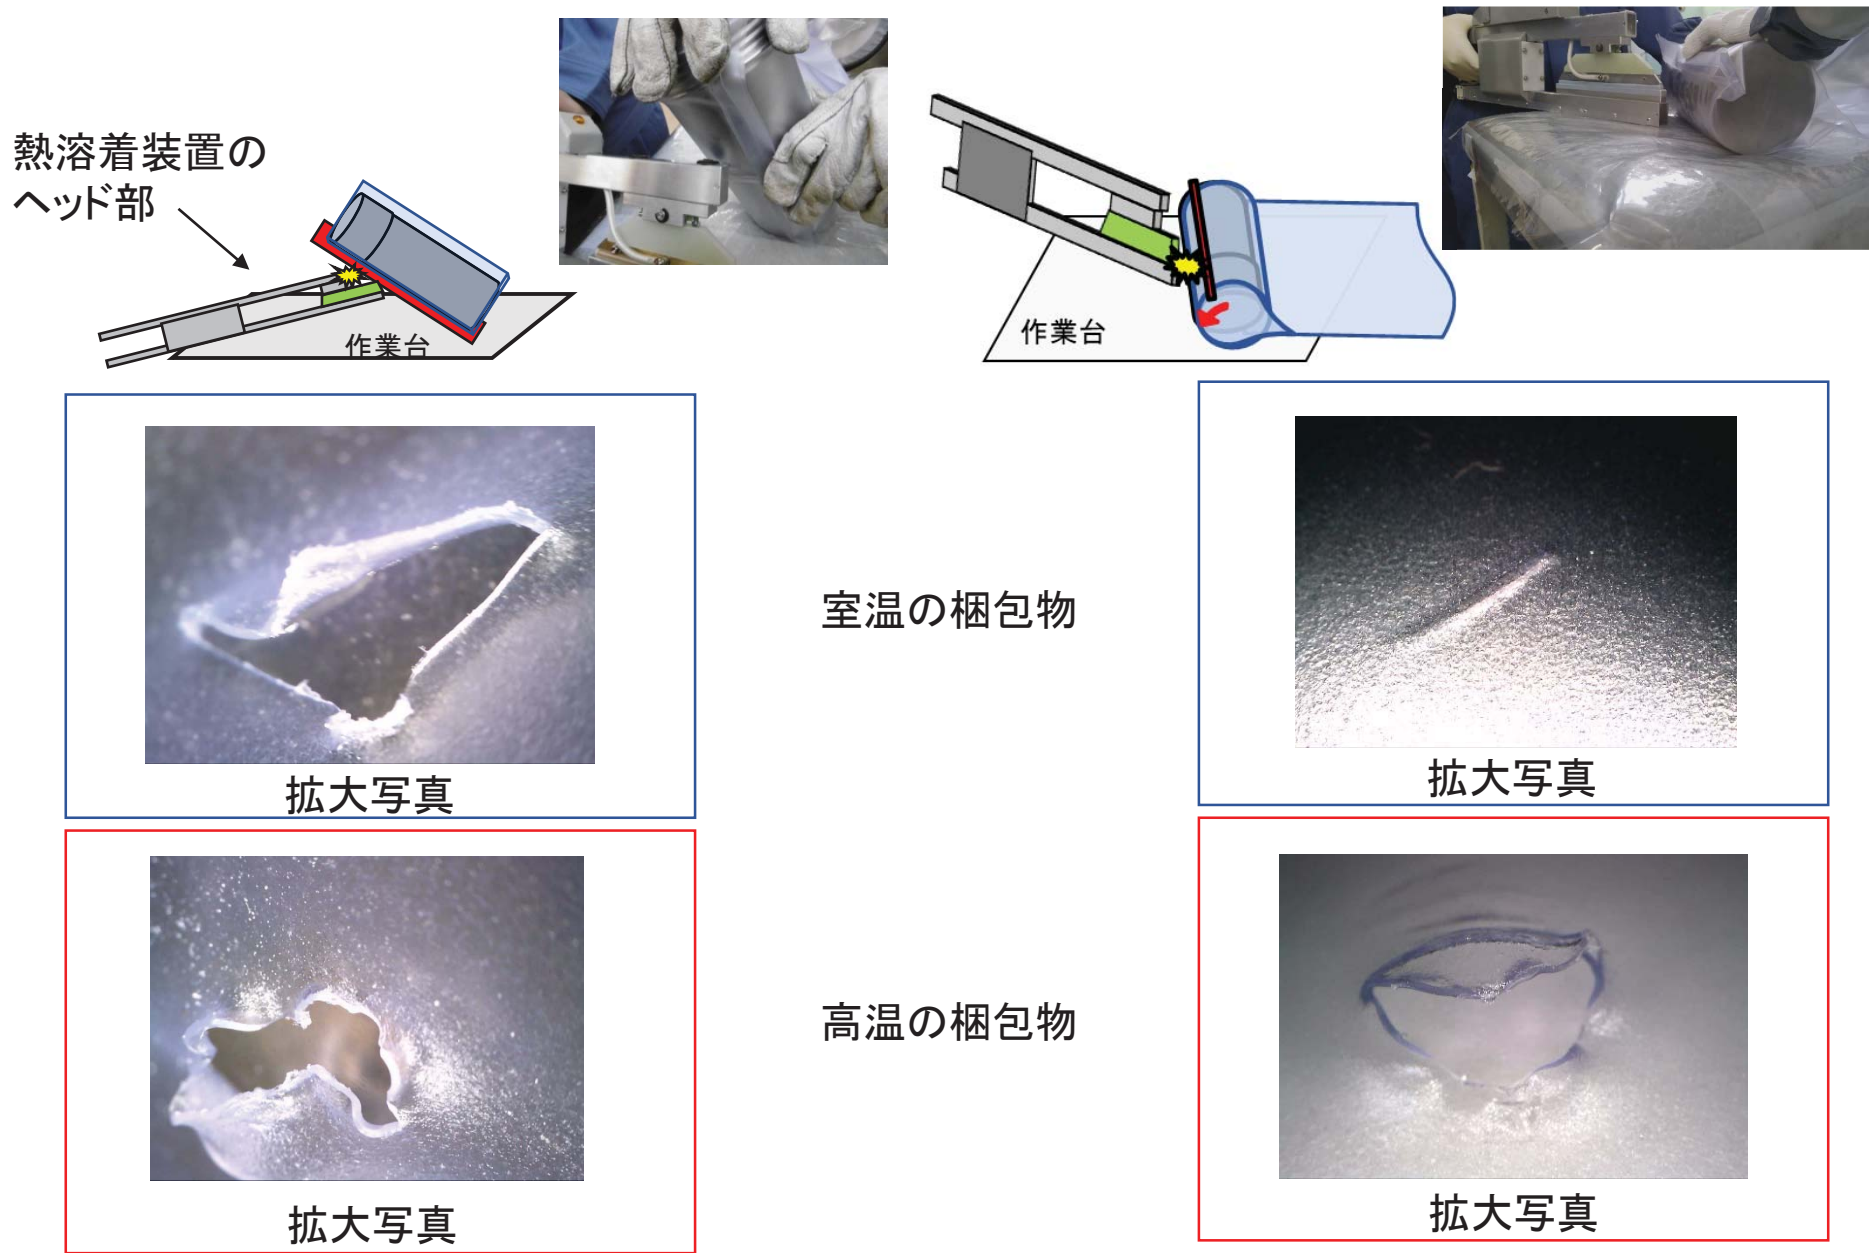 熱溶着装置の
ヘッド部
作業台
作業台
室温の梱包物
拡大写真
拡大写真
高温の梱包物
拡大写真
拡大写真